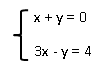 x + y = 0
3x - y = 4